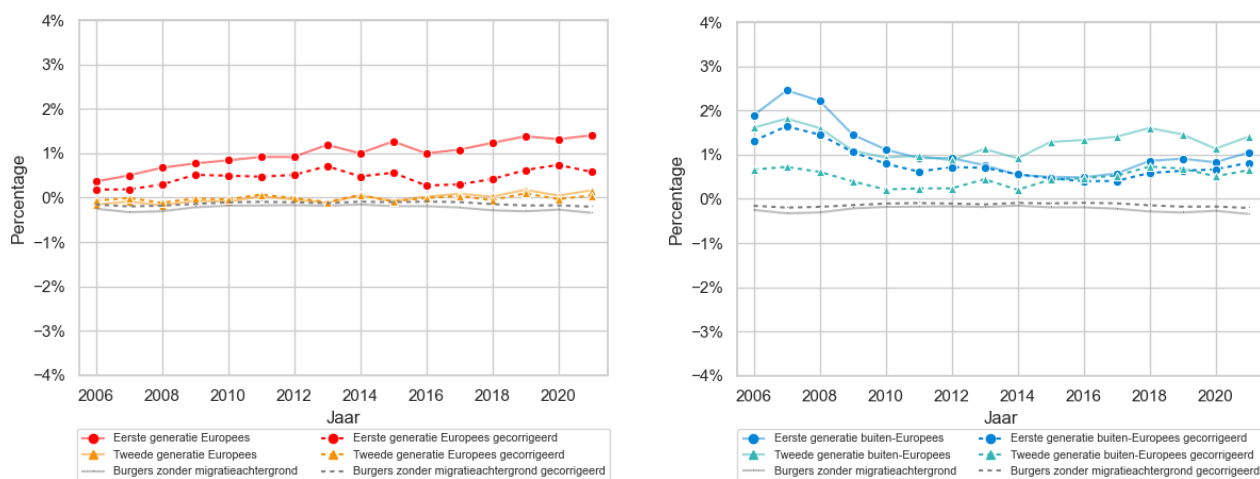 4%
3%
2%
1%
0%
−1%
−2%
−3%
−4%
Percentage
2006 2008 2010 2012 2014 2016 2018 2020
Jaar
Eerste generatie Europees
Tweede generatie Europees
Burgers zonder migratieachtergrond
Eerste generatie Europees gecorrigeerd
Tweede generatie Europees gecorrigeerd
Burgers zonder migratieachtergrond gecorrigeerd
4%
3%
2%
1%
0%
−1%
−2%
−3%
−4%
Percentage
2006 2008 2010 2012 2014 2016 2018 2020
Jaar
Eerste generatie buiten-Europees
Tweede generatie buiten-Europees
Burgers zonder migratieachtergrond
Eerste generatie buiten-Europees gecorrigeerd
Tweede generatie buiten-Europees gecorrigeerd
Burgers zonder migratieachtergrond gecorrigeerd